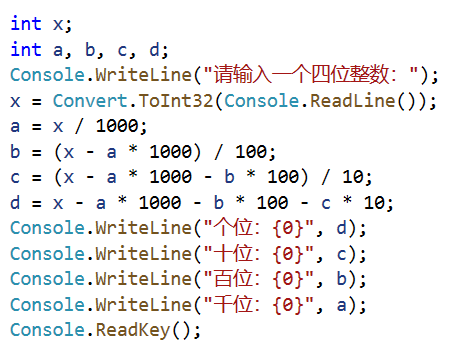 int x;
int a, b, c, d;
Console.WriteLine("请输入一个四位整数：");
x = Convert.ToInt32(Console.ReadLine());
a = x / 1000;
b = (x - a * 1000) / 100;
c = (x - a * 1000 - b * 100) / 10;
d = x - a * 1000 - b * 100 - c * 10;
Console.WriteLine("个位：{0}", d);
Console.WriteLine("十位：{0}", c);
Console.WriteLine("百位：{0}", b);
Console.WriteLine("千位：{0}", a);
Console.ReadKey();